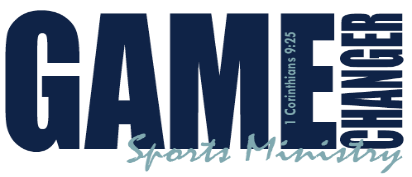 GAME
1 Corinthians 9:25
CHANGER
Sports Ministry